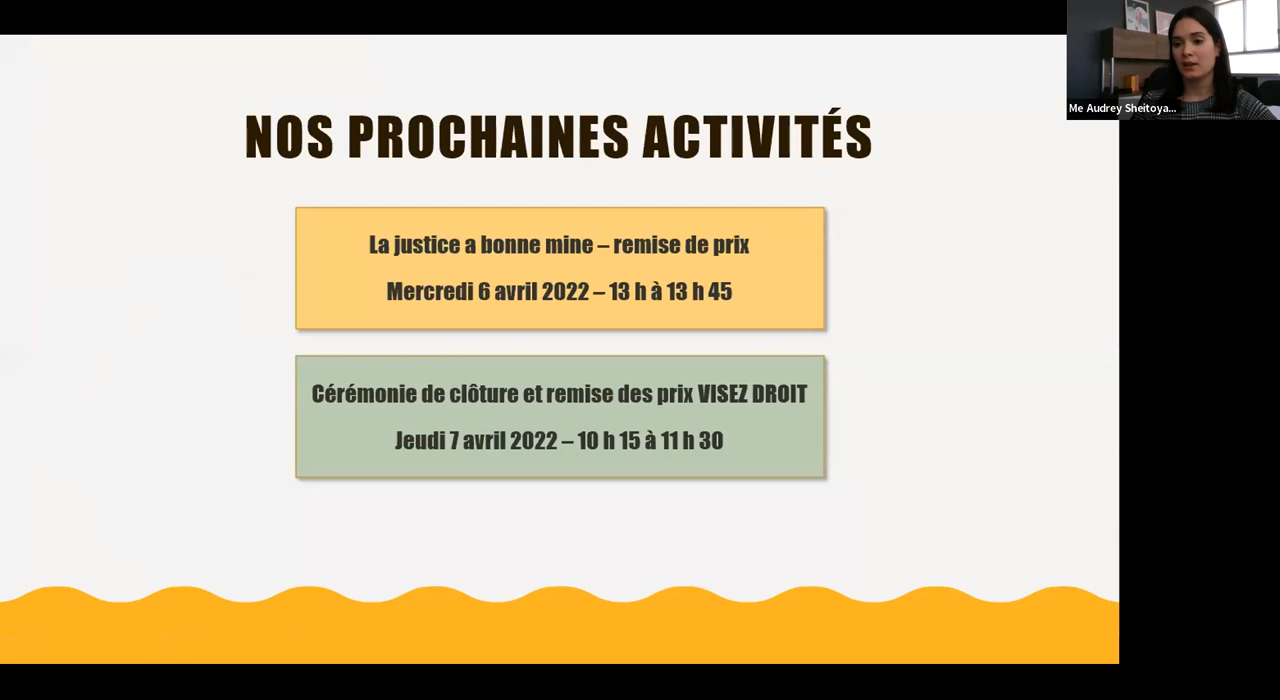 Me Audrey Sheitoya...
NOS PROCHAINES ACTIVITÉS
La justice a bonne mine – remise de prix
Mercredi 6 avril 2022 – 13 h à 13 h 45
Cérémonie de clôture et remise des prix VISEZ DROIT
Jeudi 7 avril 2022 – 10 h 15 à 11 h 30